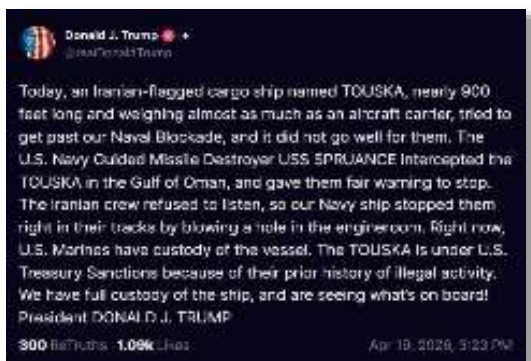 Donald J. Trump
@realDonaldTrump
Today, an Iranian-flagged cargo ship named TOUSKA, nearly 900
feet long and weighing almost as much as an aircraft carrier, tried to
get past our Naval Blockade, and it did not go well for them. The
U.S. Navy Guided Missile Destroyer USS SPRUANCE intercepted the
TOUSKA in the Gulf of Oman, and gave them fair warning to stop.
The Iranian crew refused to listen, so our Navy ship stopped them
right in their tracks by blowing a hole in the engineroom. Right now,
U.S. Marines have custody of the vessel. The TOUSKA is under U.S.
Treasury Sanctions because of their prior history of illegal activity.
We have full custody of the ship, and are seeing what's on board!
President DONALD J. TRUMP
300 ReTruths 1.09k Likes
Apr 19, 2026, 3:23 PM